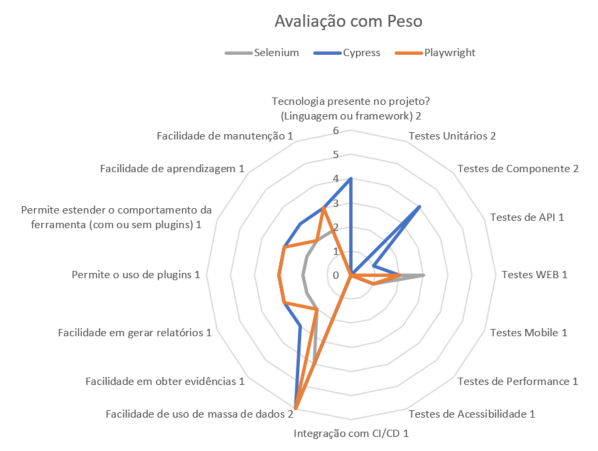 Avaliação com Peso
Selenium Cypress Playwright
Tecnologia presente no projeto?
(Linguagem ou framework) 2
Testes Unitários 2
Testes de Componente 2
Testes de API 1
Testes WEB 1
Testes Mobile 1
Testes de Performance 1
Testes de Acessibilidade 1
Integração com CI/CD 1
Facilidade de uso de massa de dados 2
Facilidade em obter evidências 1
Facilidade em gerar relatórios 1
Permite o uso de plugins 1
Permite estender o comportamento da
ferramenta (com ou sem plugins) 1
Facilidade de aprendizagem 1
Facilidade de manutenção 1
6
5
4
3
2
1
0